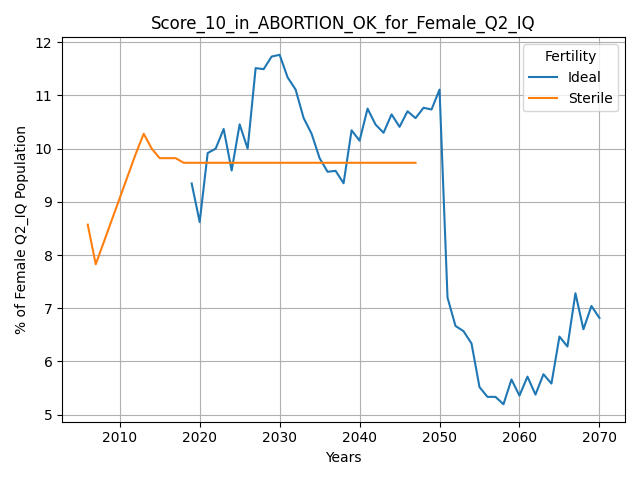 Score_10_in_ABORTION_OK_for_Female_Q2_IQ
% of Female Q2_IQ Population
12
11
10
9
8
7
6
5
Fertility
Ideal
Sterile
2010 2020 2030 2040 2050 2060 2070
Years